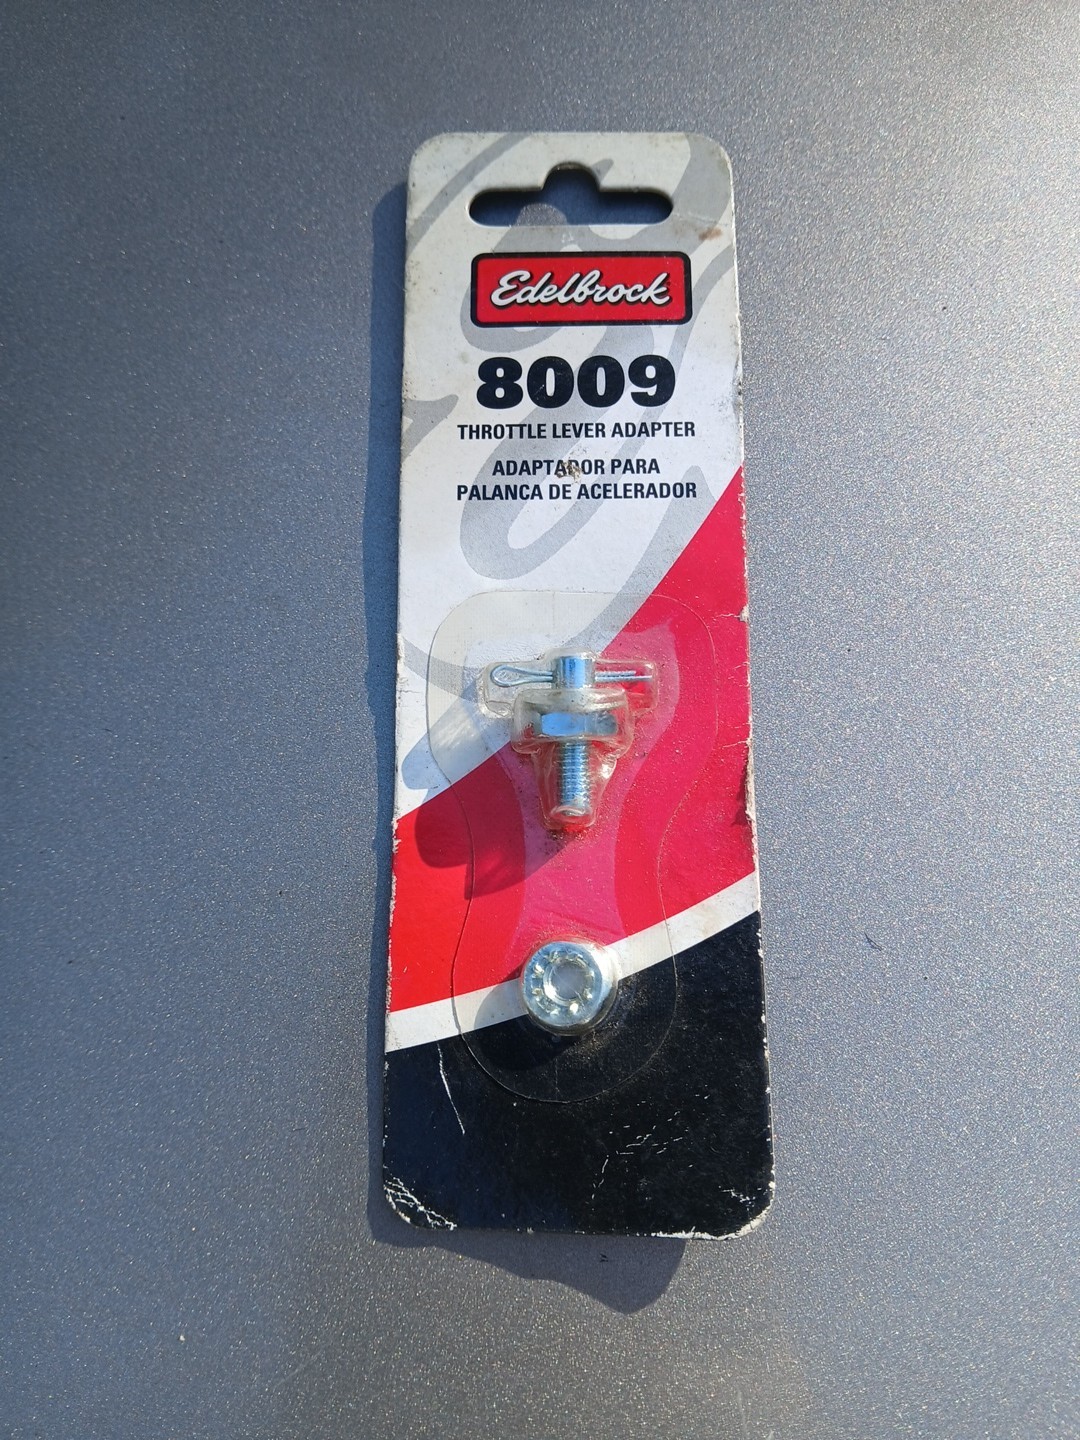 Edelbrock
8009
THROTTLE LEVER ADAPTER
ADAPTADOR PARA
PALANCA DE ACELERADOR